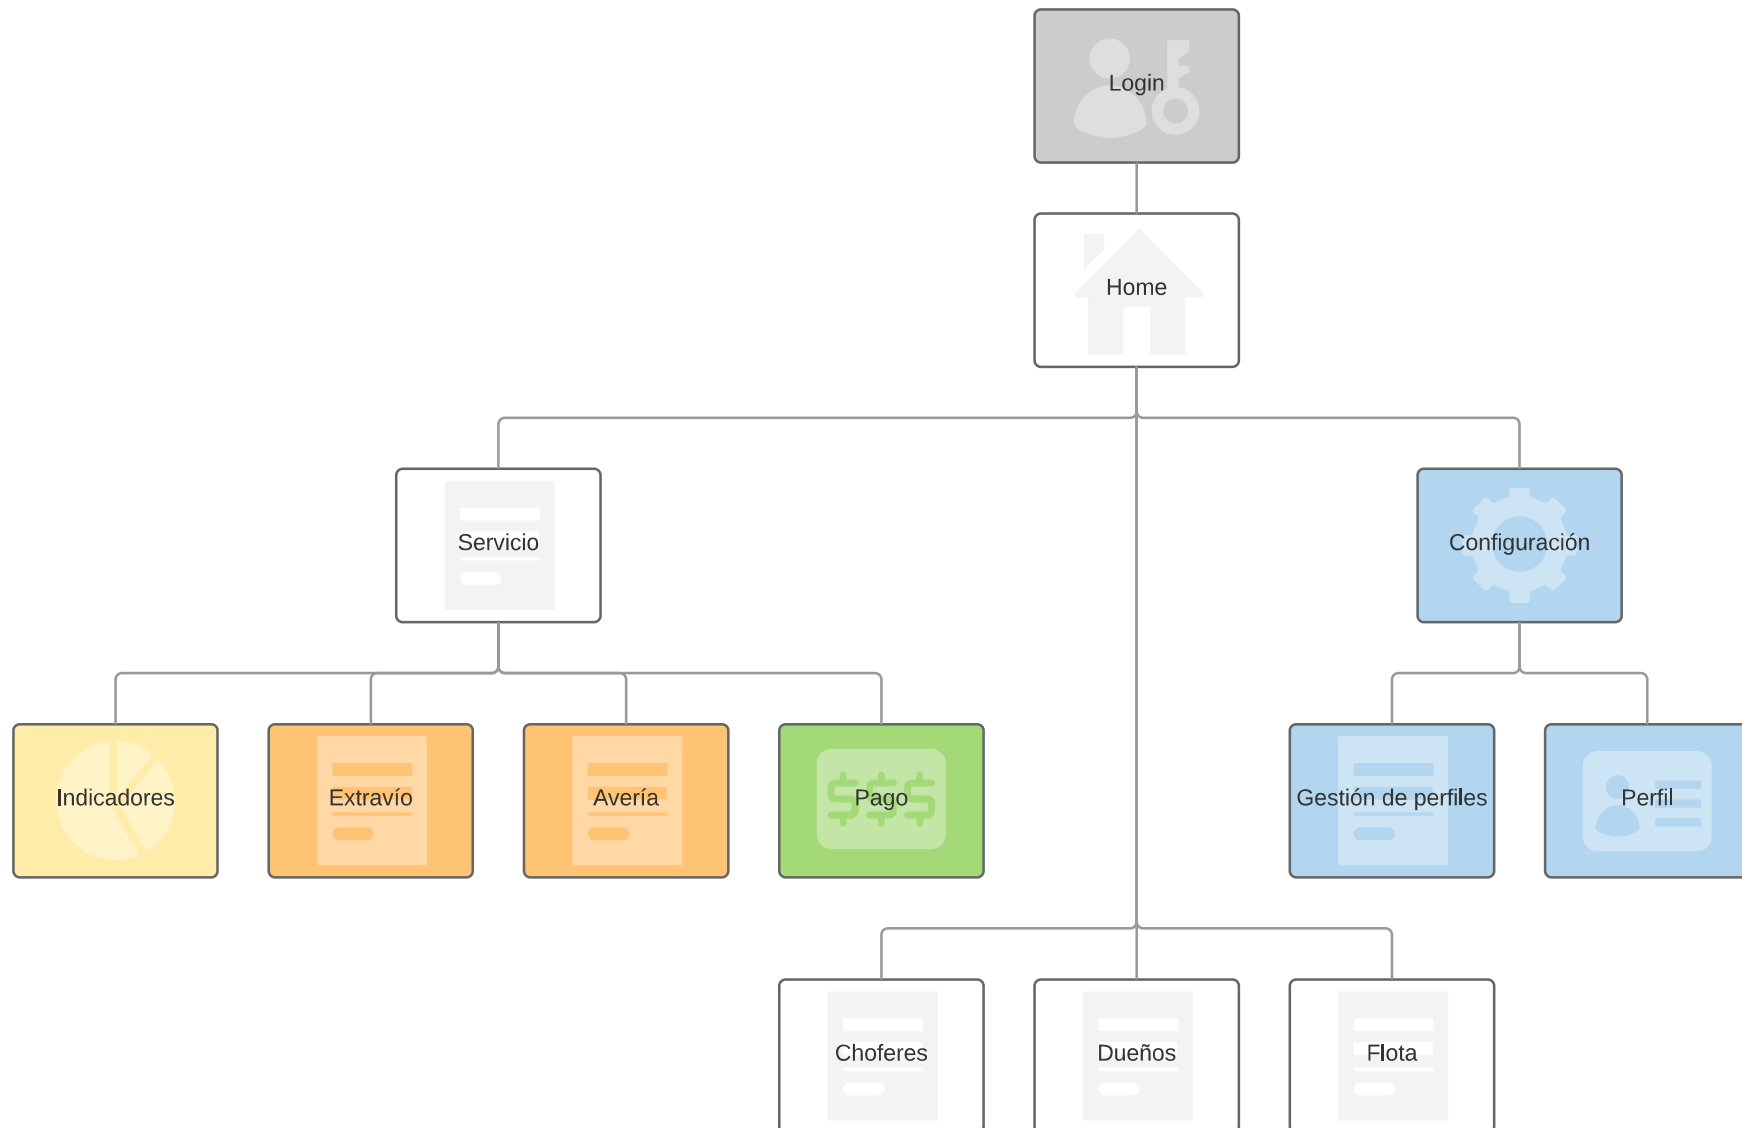 Login
Home
Servicio
Configuración
Indicadores
Extravío
Avería
Pago
Gestión de perfiles
Perfil
Choferes
Dueños
Flota